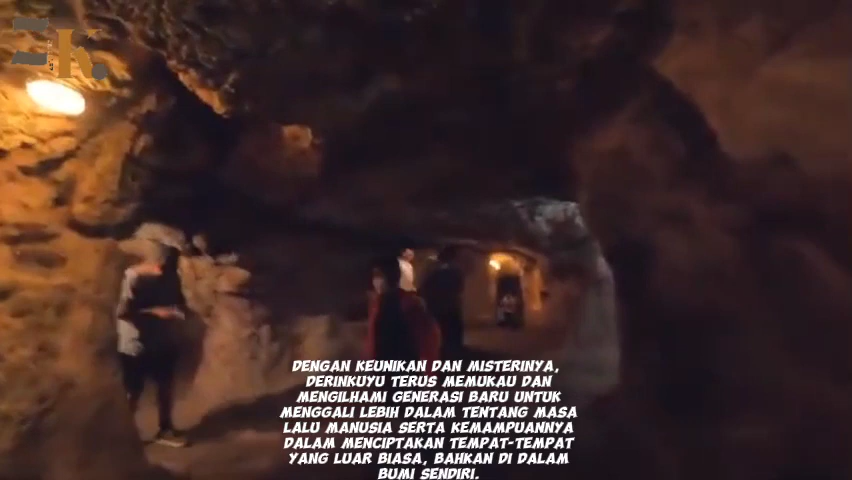 DENGAN KEUNIKAN DAN MISTERINYA,
DERINKUYU TERUS MEMUKAU DAN
MENGILHAMI GENERASI BARU UNTUK
MENGGALI LEBIH DALAM TENTANG MASA
LALU MANUSIA SERTA KEMAMPUANNYA
DALAM MENCIPTAKAN TEMPAT-TEMPAT
YANG LUAR BIASA, BAHKAN DI DALAM
BUMI SENDIRI.